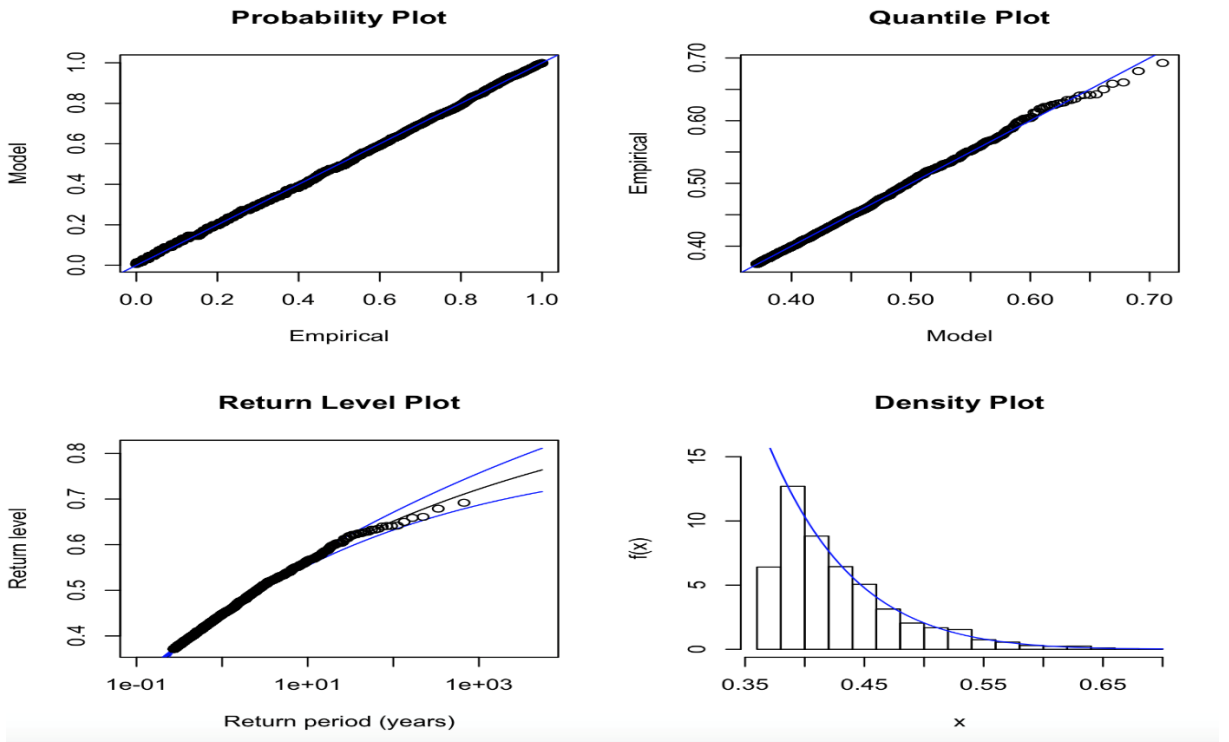 Probability Plot
Model
0.0 0.2 0.4 0.6 0.8 1.0
0.0 0.2 0.4 0.6 0.8 1.0
Empirical
Quantile Plot
Empirical
0.40 0.50 0.60 0.70
0.40 0.50 0.60 0.70
Model
Return Level Plot
Return level
0.4 0.5 0.6 0.7 0.8
1e-01 1e+01 1e+03
Return period (years)
Density Plot
f(x)
0 5 10 15
0.35 0.45 0.55 0.65
x